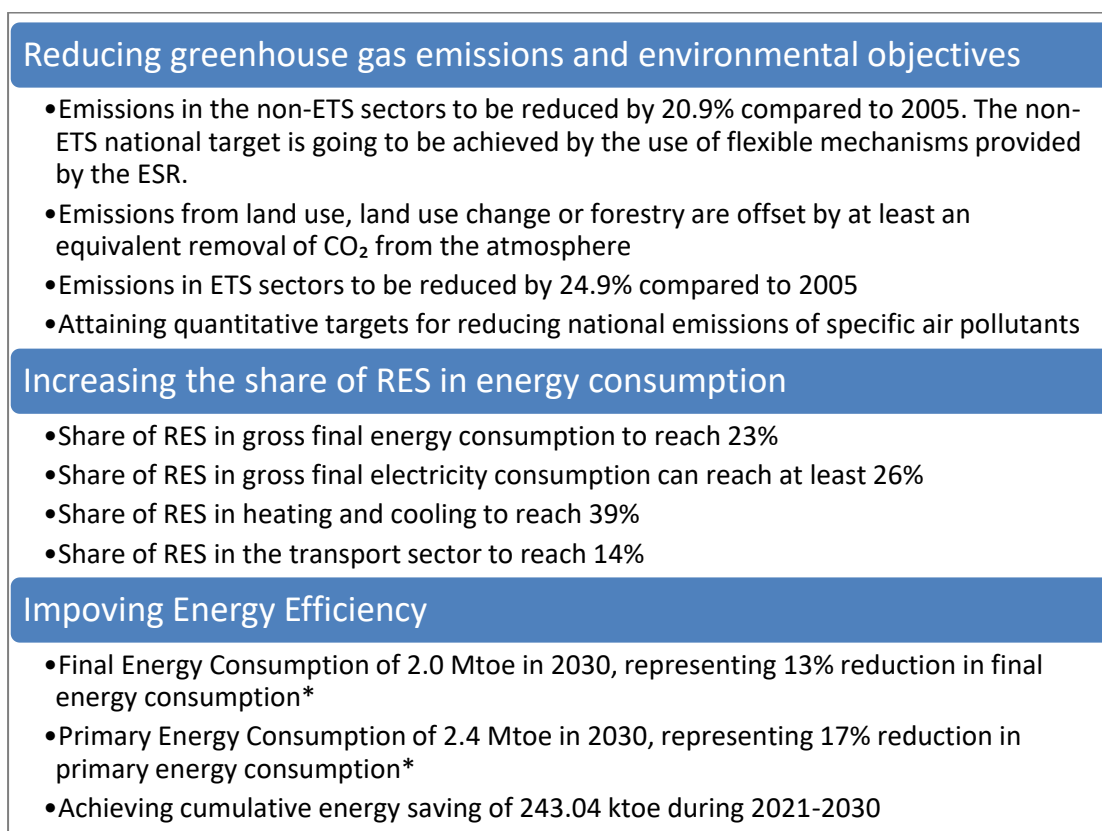 Reducing greenhouse gas emissions and environmental objectives
•Emissions in the non-ETS sectors to be reduced by 20.9% compared to 2005. The non-
ETS national target is going to be achieved by the use of flexible mechanisms provided
by the ESR.
•Emissions from land use, land use change or forestry are offset by at least an
equivalent removal of CO₂ from the atmosphere
•Emissions in ETS sectors to be reduced by 24.9% compared to 2005
•Attaining quantitative targets for reducing national emissions of specific air pollutants
Increasing the share of RES in energy consumption
•Share of RES in gross final energy consumption to reach 23%
•Share of RES in gross final electricity consumption can reach at least 26%
•Share of RES in heating and cooling to reach 39%
•Share of RES in the transport sector to reach 14%
Impoving Energy Efficiency
•Final Energy Consumption of 2.0 Mtoe in 2030, representing 13% reduction in final
energy consumption*
•Primary Energy Consumption of 2.4 Mtoe in 2030, representing 17% reduction in
primary energy consumption*
•Achieving cumulative energy saving of 243.04 ktoe during 2021-2030